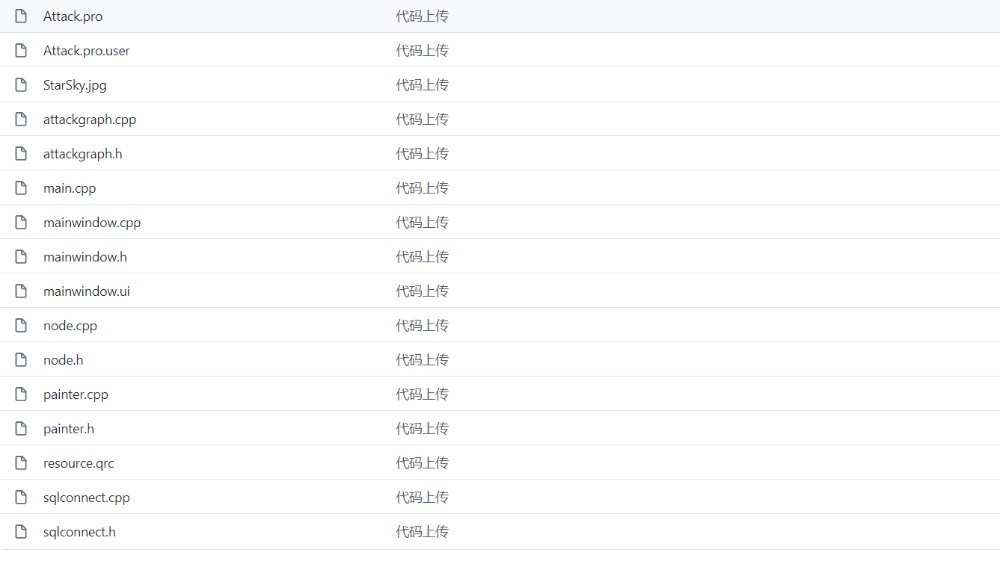 Attack.pro 代码上传
Attack.pro.user 代码上传
StarSky.jpg 代码上传
attackgraph.cpp 代码上传
attackgraph.h 代码上传
main.cpp 代码上传
mainwindow.cpp 代码上传
mainwindow.h 代码上传
mainwindow.ui 代码上传
node.cpp 代码上传
node.h 代码上传
painter.cpp 代码上传
painter.h 代码上传
resource.qrc 代码上传
sqlconnect.cpp 代码上传
sqlconnect.h 代码上传